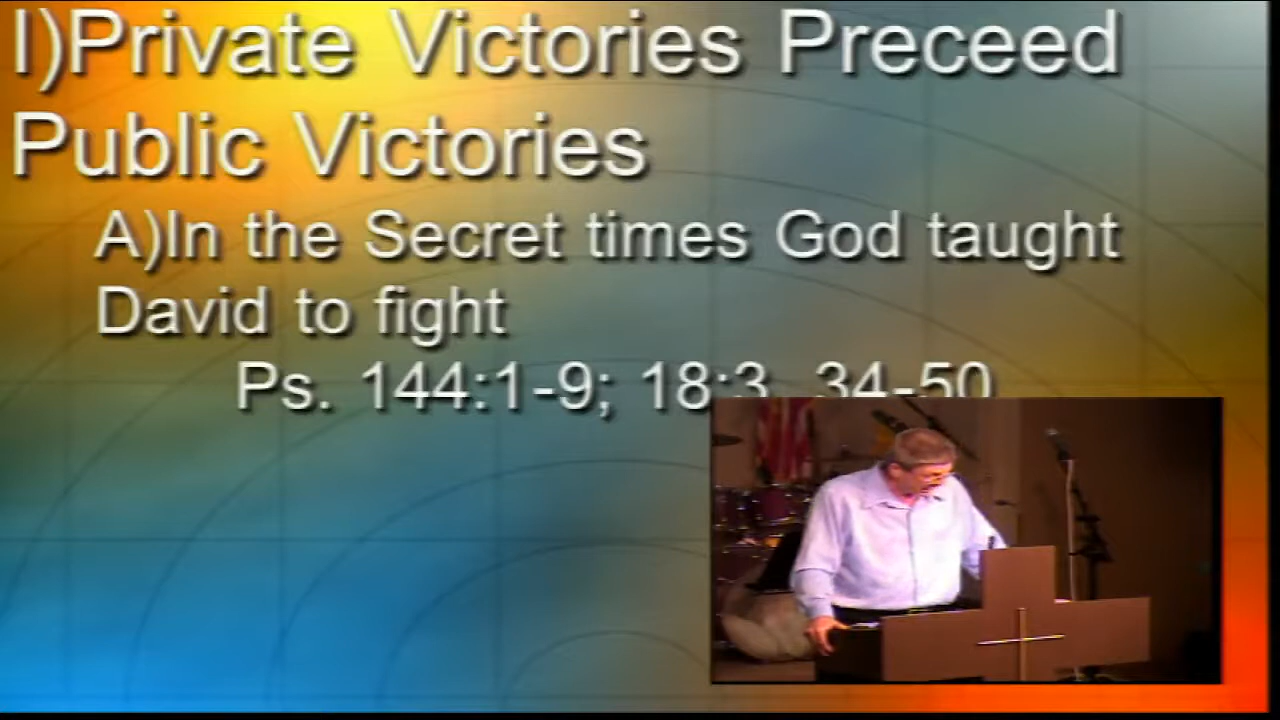 I)Private Victories Preceed
Public Victories
A)In the Secret times God taught
David to fight
Ps. 144:1-9; 18:3, 34-50